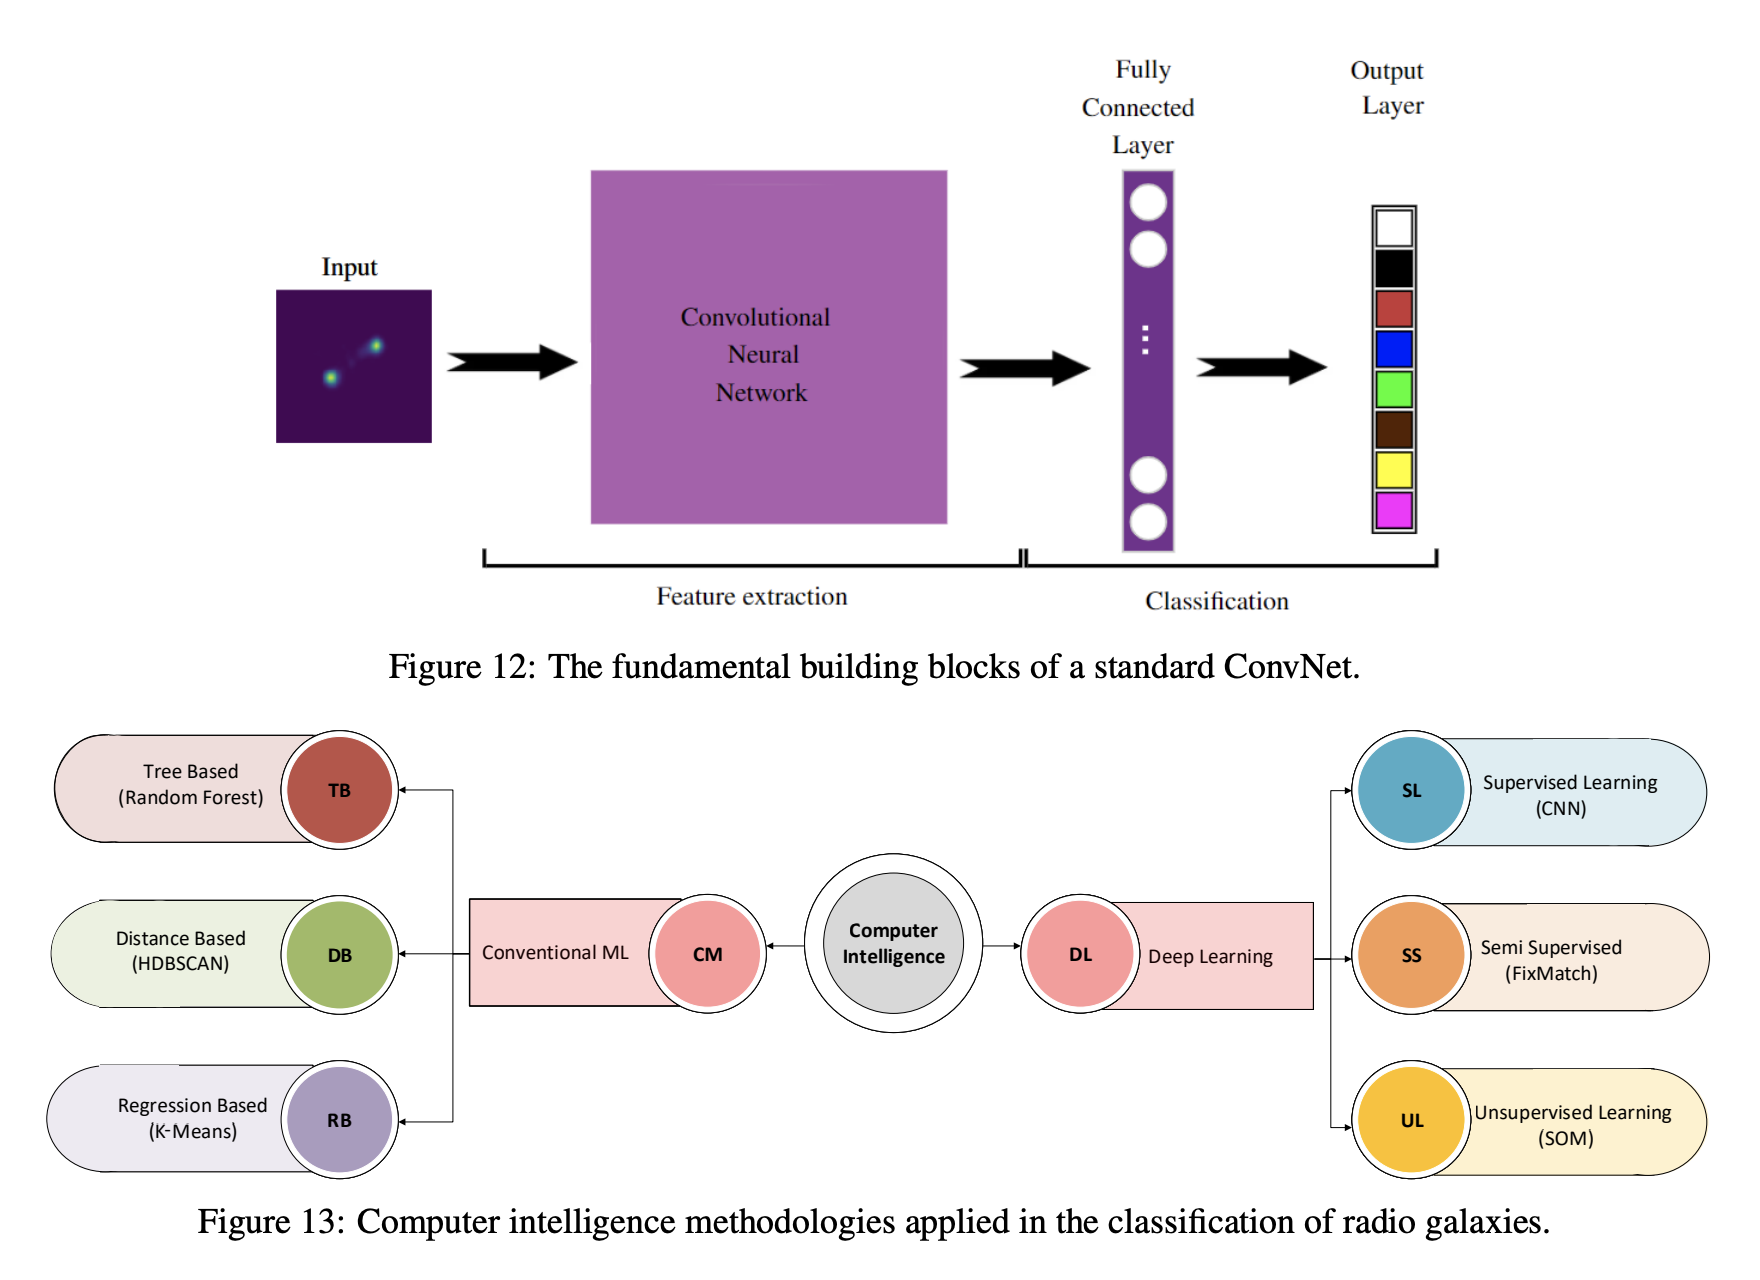 Fully
Connected
Layer
Output
Layer
Input
Convolutional
Neural
Network
Feature extraction
Classification
Figure 12: The fundamental building blocks of a standard ConvNet.
Tree Based
(Random Forest)
TB
Distance Based
(HDBSCAN)
DB
Regression Based
(K-Means)
RB
Conventional ML
CM
Computer
Intelligence
DL
Deep Learning
SL
Supervised Learning
(CNN)
SS
Semi Supervised
(FixMatch)
UL
Unsupervised Learning
(SOM)
Figure 13: Computer intelligence methodologies applied in the classification of radio galaxies.